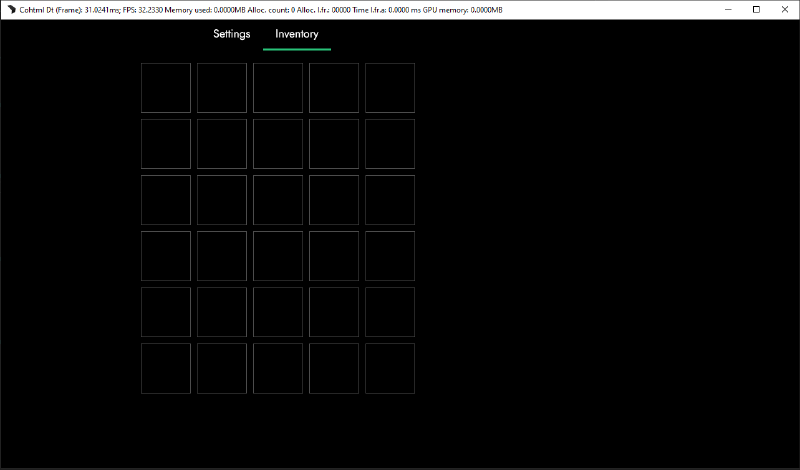 Cohtml Dt (Frame): 31.0241ms; FPS: 32.2330 Memory used: 0.0000MB Alloc. count: 0 Alloc. l.fr.: 00000 Time l.fr.a: 0.0000 ms GPU memory: 0.0000MB
Settings Inventory